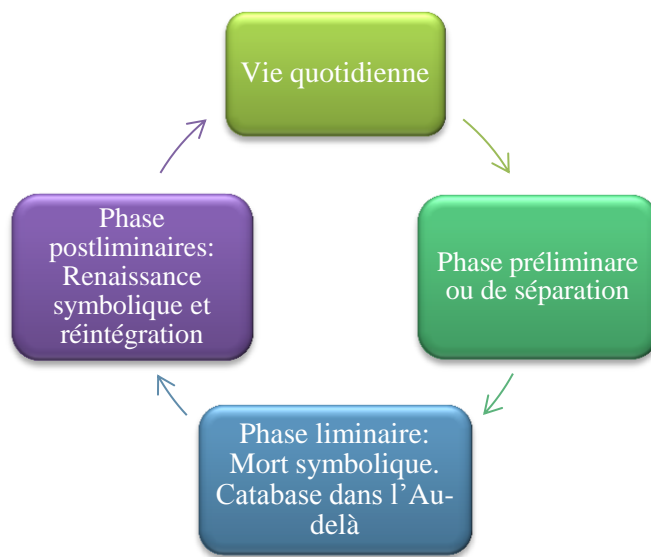 Vie quotidienne
Phase préliminare
ou de séparation
Phase liminaire:
Mort symbolique.
Catabase dans l’Au-
delà
Phase
postliminaires:
Renaissance
symbolique et
réintégration